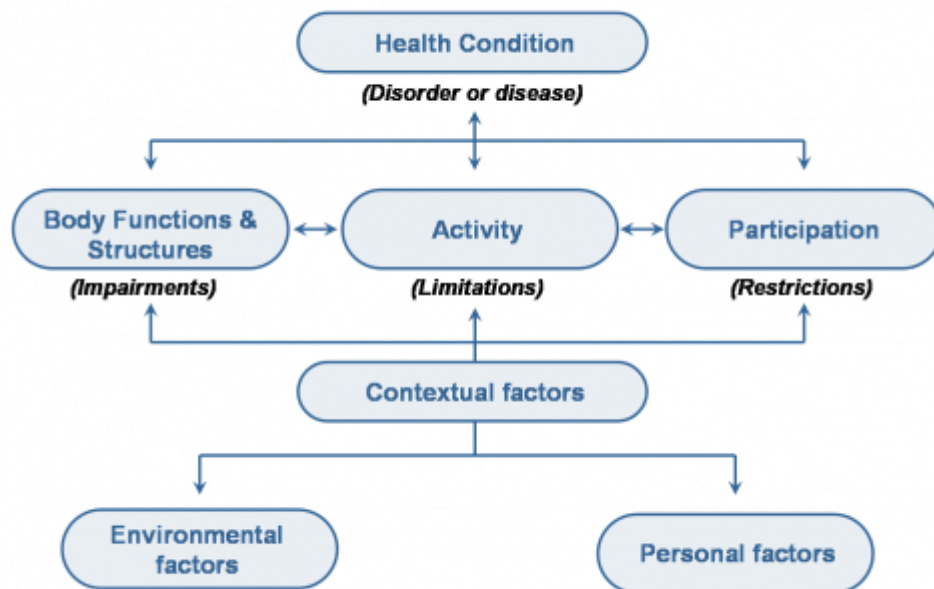 Health Condition
(Disorder or disease)
Body Functions &
Structures
Activity
Participation
(Impairments)
(Limitations)
(Restrictions)
Contextual factors
Environmental
factors
Personal factors